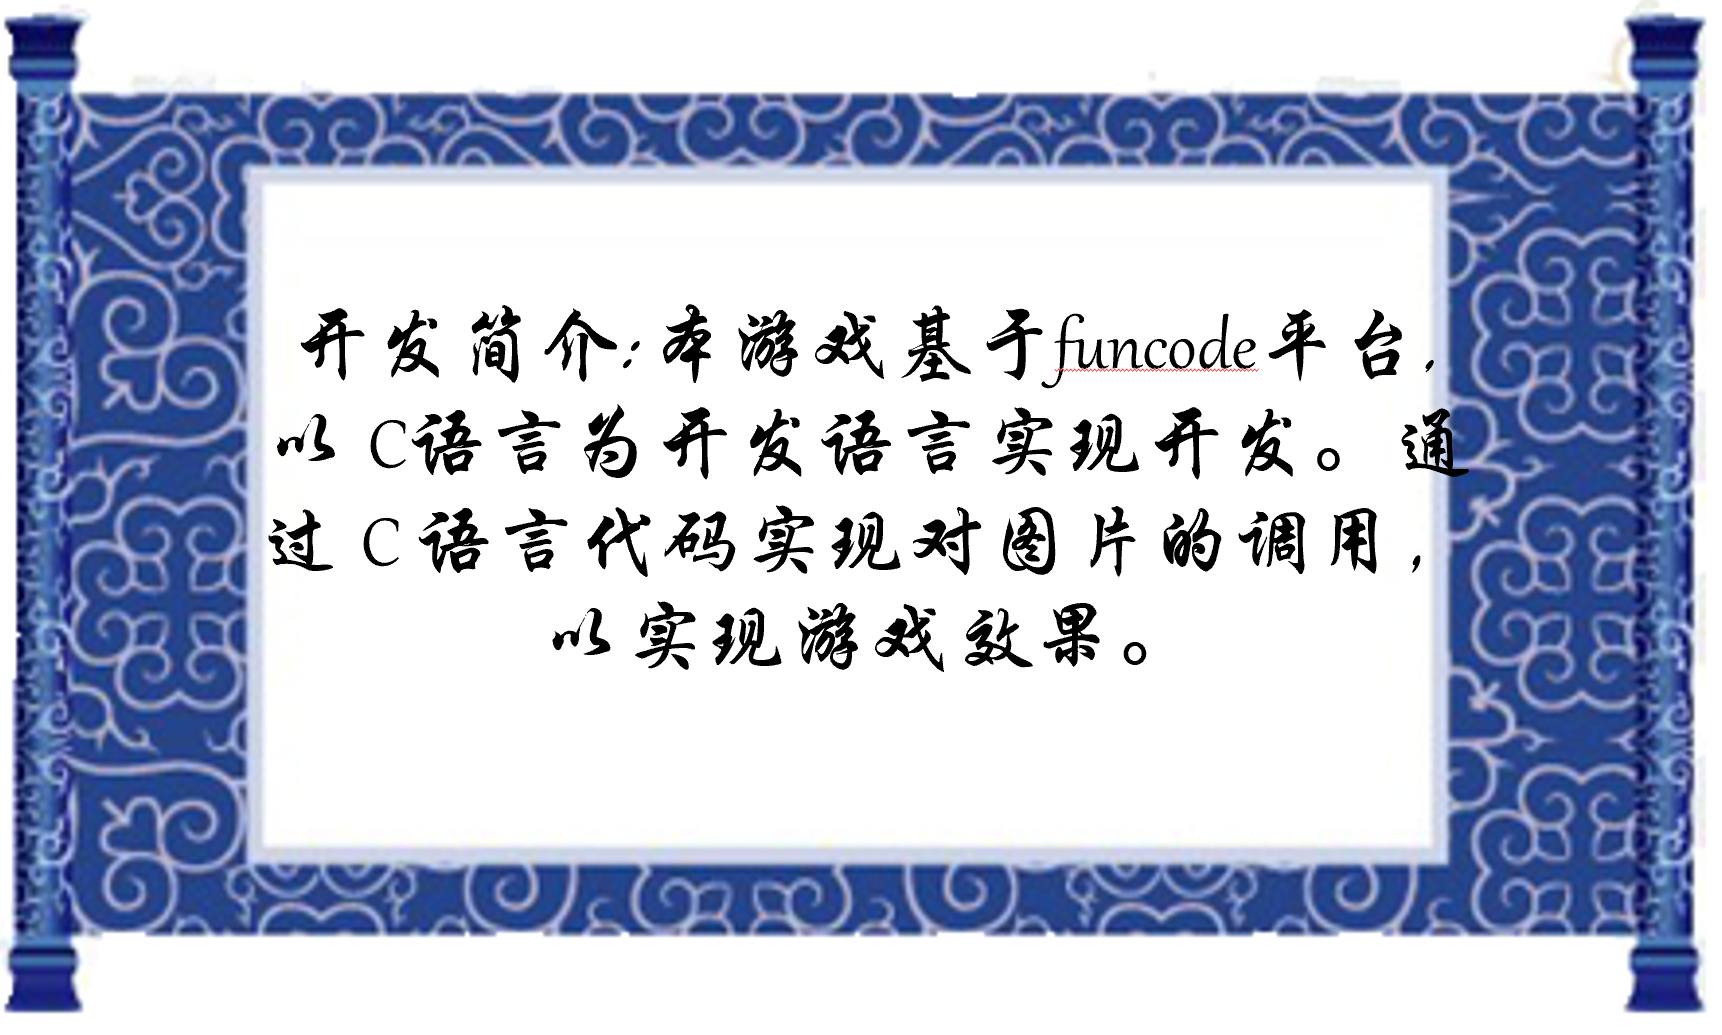 开发简介:本游戏基于funcode平台,
以 C语言为开发语言实现开发。通
过 C 语言代码实现对图片的调用,
以实现游戏效果。